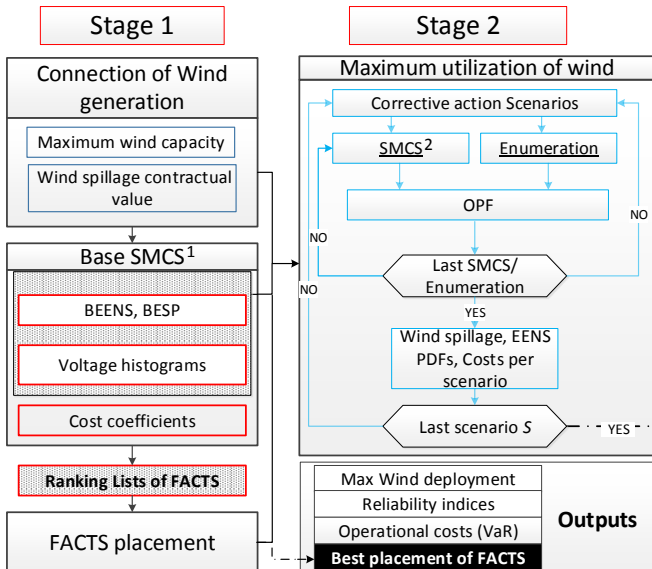 Stage 1
Connection of Wind
generation
Maximum wind capacity
Wind spillage contractual
value
Base SMCS1
BEENS, BESP
Voltage histograms
Cost coefficients
Ranking Lists of FACTS
FACTS placement
Stage 2
Maximum utilization of wind
Corrective action Scenarios
SMCS2
Enumeration
OPF
NO
NO
NO
Last SMCS/
Enumeration
YES
Wind spillage, EENS
PDFs, Costs per
scenario
Last scenario S
YES
Max Wind deployment
Reliability indices
Operational costs (VaR)
Best placement of FACTS
Outputs